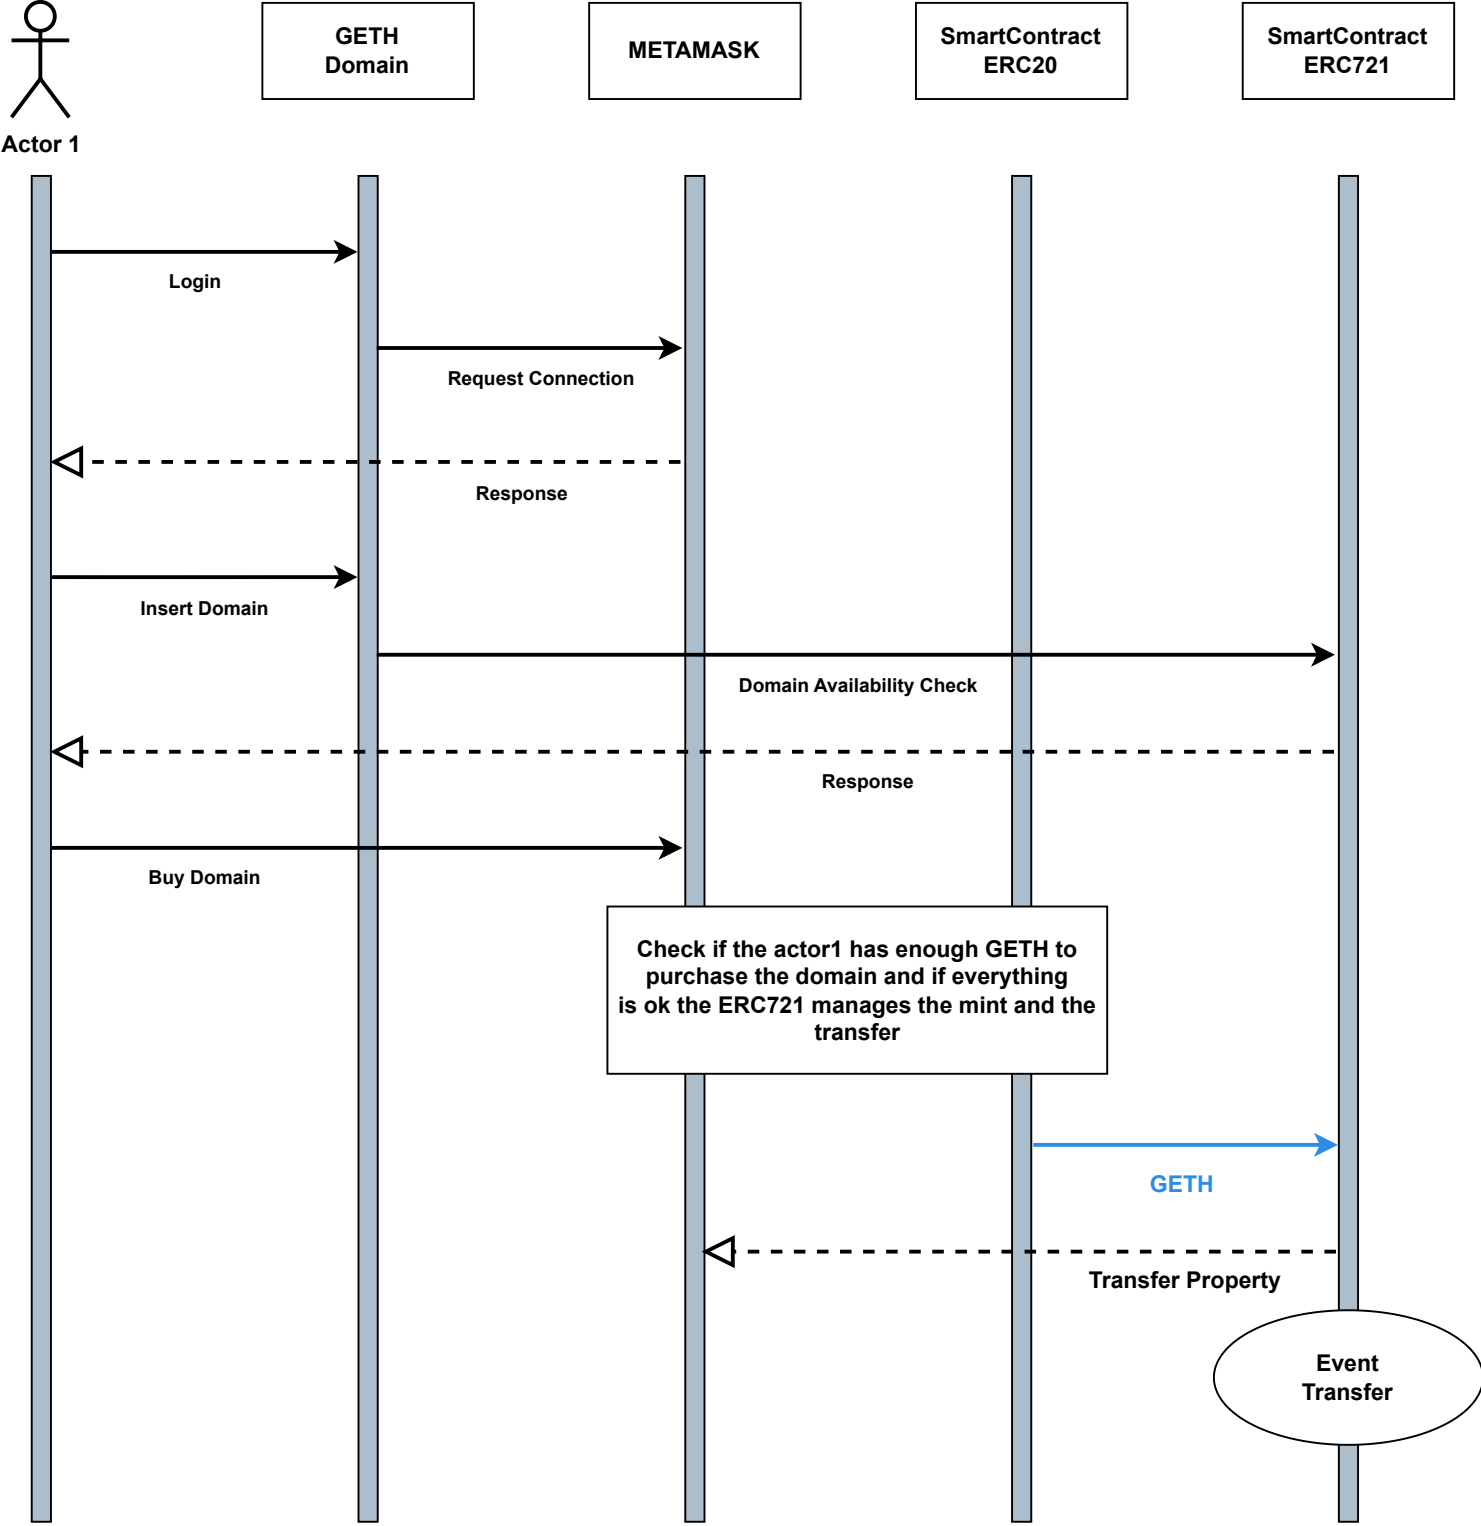 GETH
Domain
METAMASK
SmartContract
ERC20
SmartContract
ERC721
Actor 1
Login
Request Connection
Response
Insert Domain
Domain Availability Check
Response
Buy Domain
Check if the actor1 has enough GETH to
purchase the domain and if everything
is ok the ERC721 manages the mint and the
transfer
GETH
Transfer Property
Event
Transfer